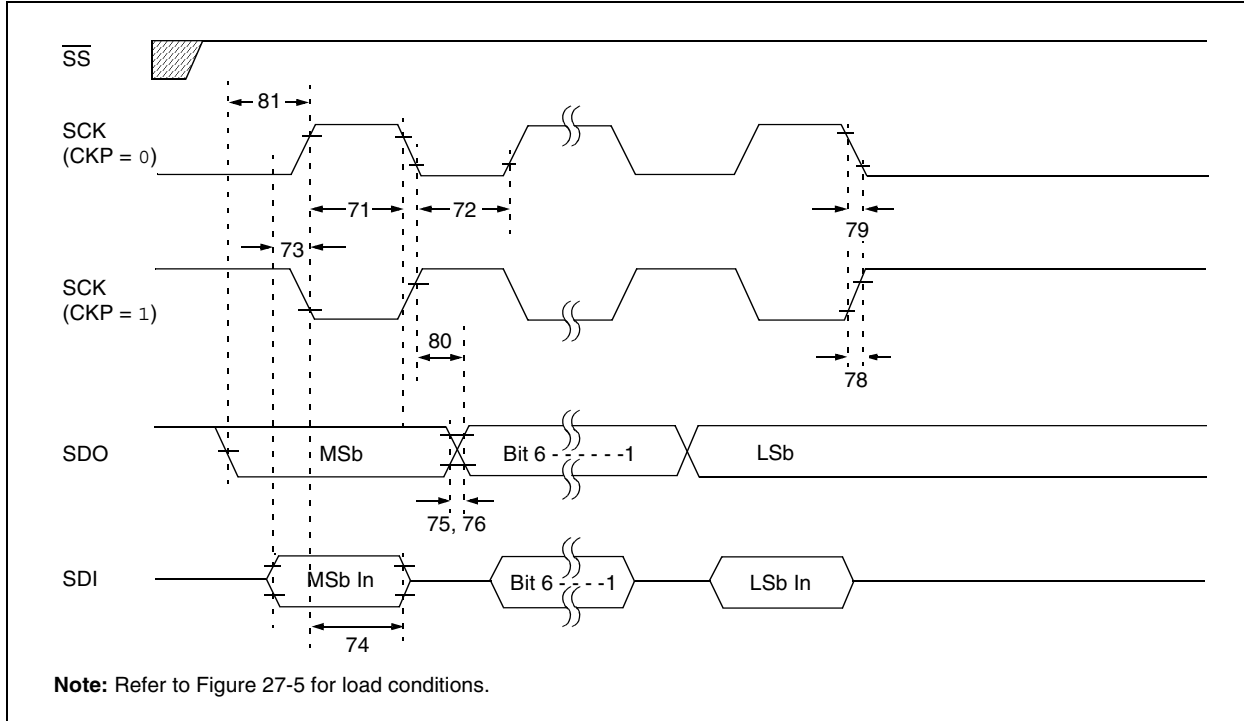 SS
81
SCK
(CKP = 0)
71
72
79
73
SCK
(CKP = 1)
80
78
SDO
MSb
Bit 6 - - - - - - -1
LSb
75, 76
SDI
MSb In
Bit 6 - - - - -1
LSb In
74
Note: Refer to Figure 27-5 for load conditions.